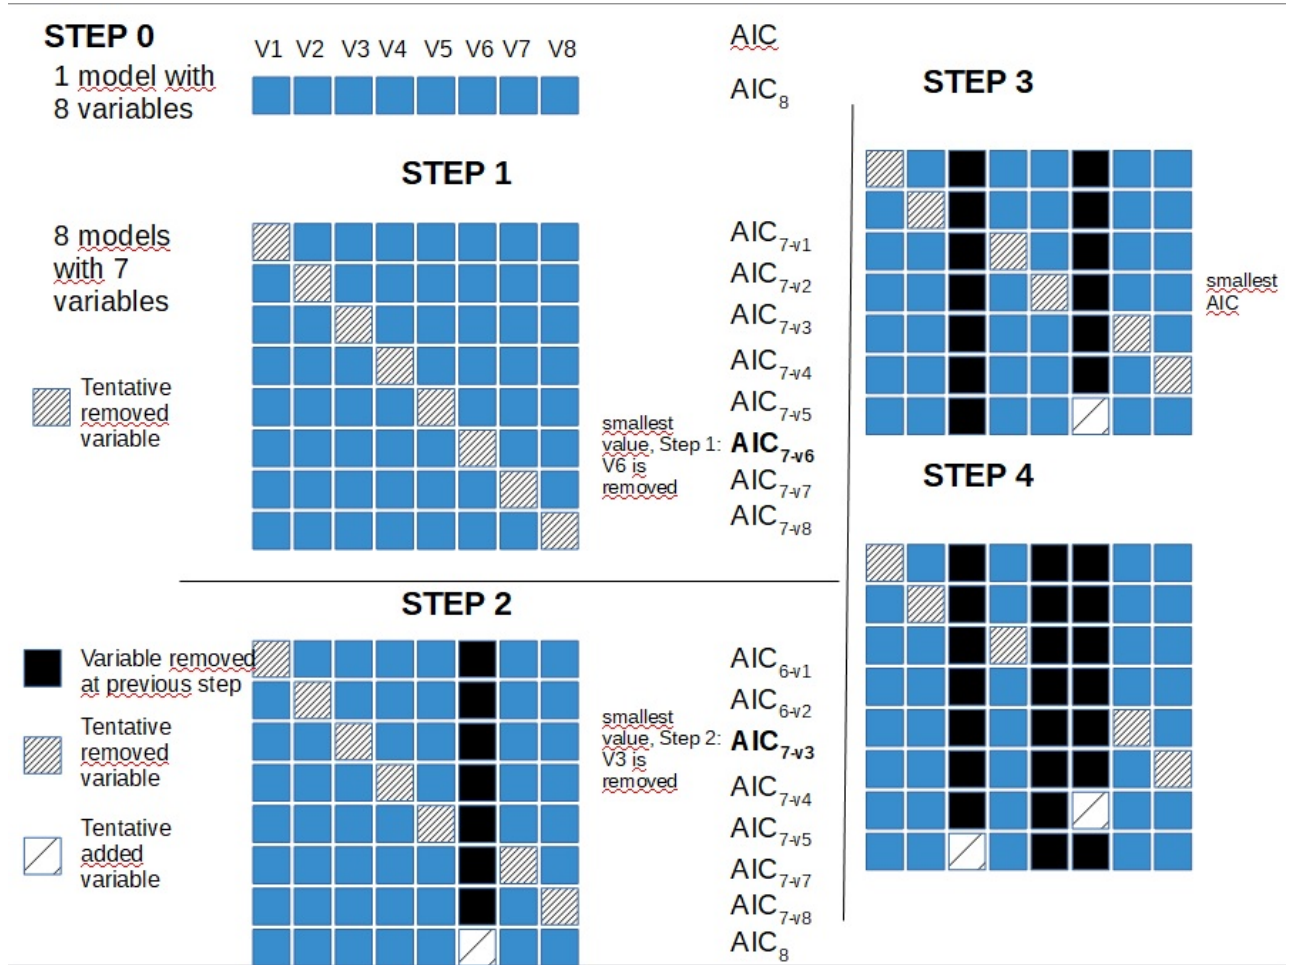 STEP 0
1 model with
8 variables
V1 V2 V3 V4 V5 V6 V7 V8
AIC
AIC8
STEP 1
8 models
with 7
variables
Tentative
removed
variable
AIC7-v1
AIC7-v2
AIC7-v3
AIC7-v4
AIC7-v5
AIC7-v6
AIC7-v7
AIC7-v8
smallest
value, Step 1:
V6 is
removed
STEP 2
Variable removed
at previous step
Tentative
removed
variable
Tentative
added
variable
smallest
value, Step 2:
V3 is
removed
AIC6-v1
AIC6-v2
AIC7-v3
AIC7-v4
AIC7-v5
AIC7-v7
AIC7-v8
AIC8
STEP 3
smallest
AIC
STEP 4